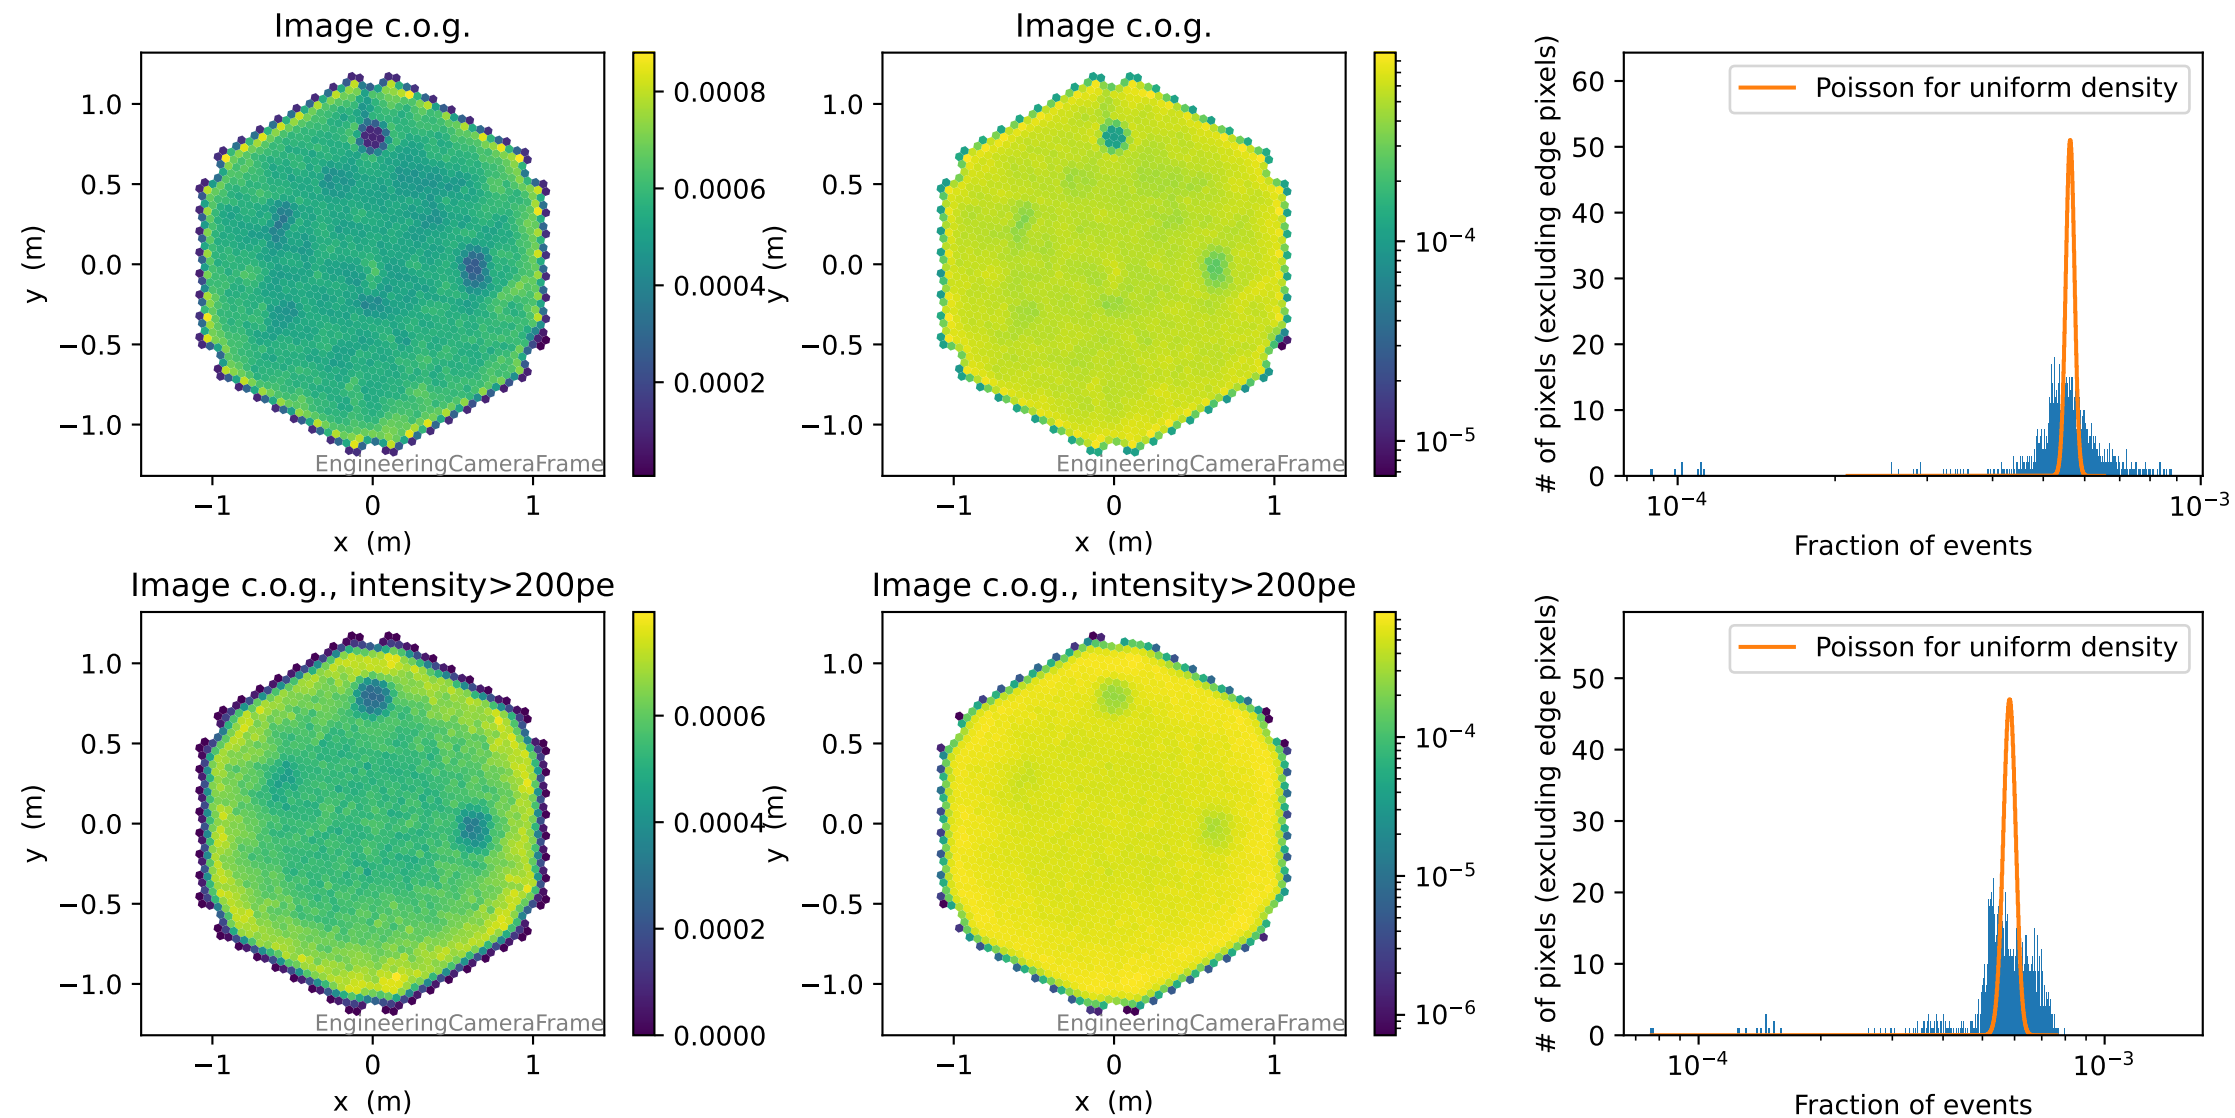 Image c.o.g.
1.0
0.5
0.0
−0.5
−1.0
y (m)
−1
0
1
x (m)
EngineeringCameraFrame
0.0008
0.0006
0.0004
0.0002
Image c.o.g.
1.0
0.5
0.0
−0.5
−1.0
y (m)
−1
0
1
x (m)
EngineeringCameraFrame
10⁻⁴
10⁻⁵
# of pixels (excluding edge pixels)
60
50
40
30
20
10
0
Poisson for uniform density
10⁻⁴
10⁻³
Fraction of events
Image c.o.g., intensity>200pe
1.0
0.5
0.0
−0.5
−1.0
y (m)
−1
0
1
x (m)
EngineeringCameraFrame
0.0006
0.0004
0.0002
0.0000
Image c.o.g., intensity>200pe
1.0
0.5
0.0
−0.5
−1.0
y (m)
−1
0
1
x (m)
EngineeringCameraFrame
10⁻⁴
10⁻⁵
10⁻⁶
# of pixels (excluding edge pixels)
50
40
30
20
10
0
Poisson for uniform density
10⁻⁴
10⁻³
Fraction of events